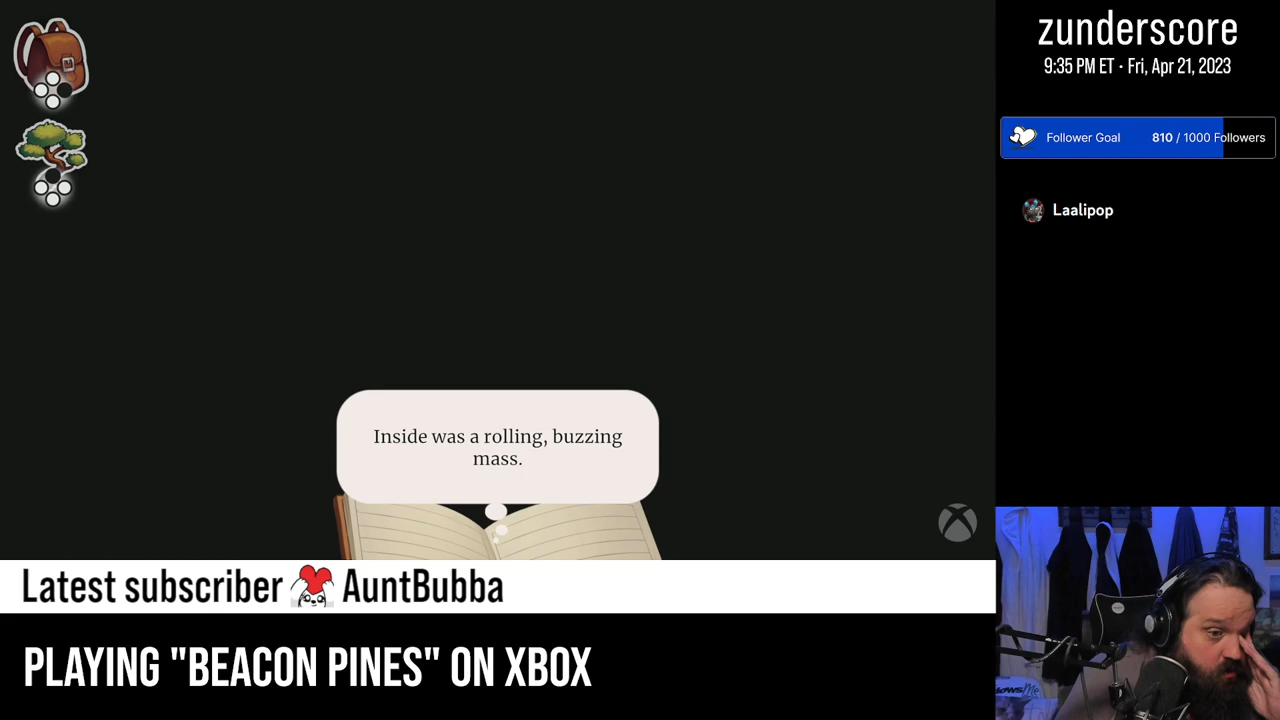 zunderscore
9:35 PM ET · Fri, Apr 21, 2023
Follower Goal 810 / 1000 Followers
Laalipop
Inside was a rolling, buzzing
mass.
Latest subscriber AuntBubba
PLAYING "BEACON PINES" ON XBOX